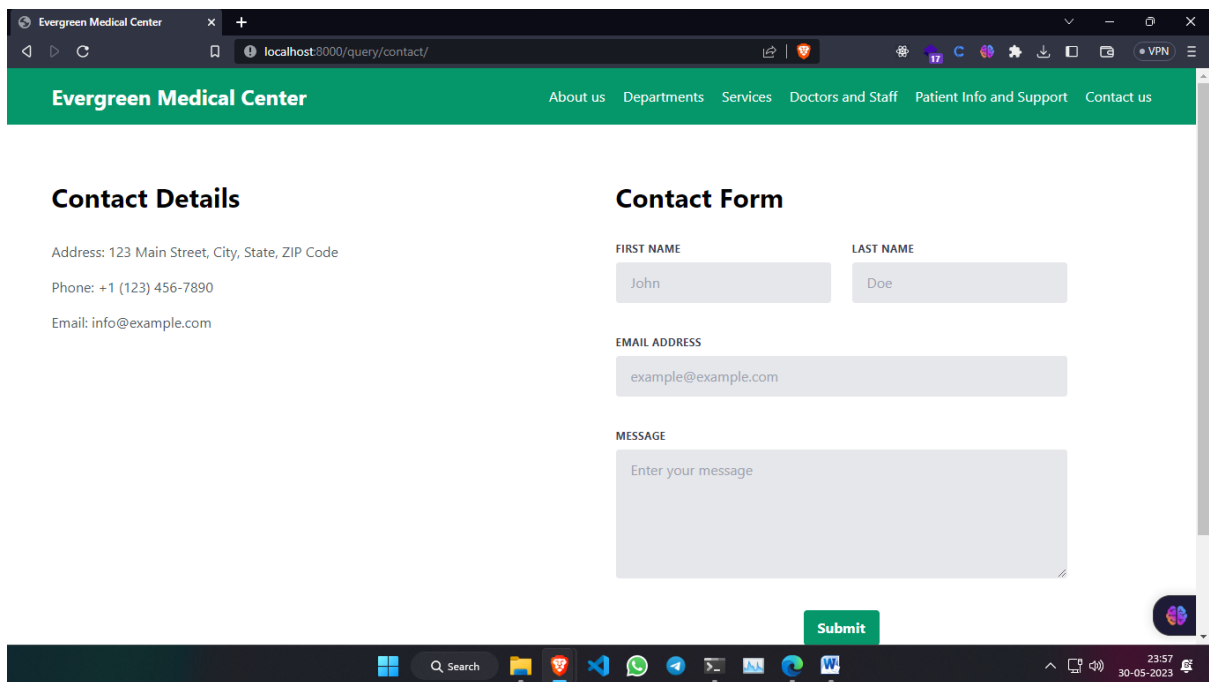 Evergreen Medical Center
localhost:8000/query/contact/
17
C
VPN
Evergreen Medical Center
About us Departments Services Doctors and Staff Patient Info and Support Contact us
Contact Details
Address: 123 Main Street, City, State, ZIP Code
Phone: +1 (123) 456-7890
Email: info@example.com
Contact Form
FIRST NAME LAST NAME
John Doe
EMAIL ADDRESS
example@example.com
MESSAGE
Enter your message
Submit
Search
W
23:57
30-05-2023